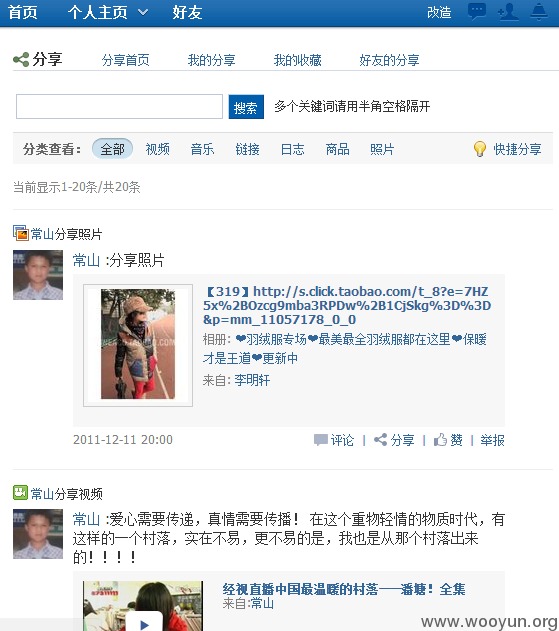 首页 个人主页 好友 改造
分享 分享首页 我的分享 我的收藏 好友的分享
搜索 多个关键词请用半角空格隔开
分类查看： 全部 视频 音乐 链接 日志 商品 照片 快捷分享
当前显示1-20条/共20条
常山分享照片
常山 :分享照片
【319】http://s.click.taobao.com/t_8?e=7HZ
5x%2BOzcg9mba3RPDw%2B1CjSkg%3D%3D
&p=mm_11057178_0_0
相册: ❤羽绒服专场❤最美最全羽绒服都在这里❤保暖
才是王道❤更新中
来自: 李明轩
2011-12-11 20:00 评论 | 分享 | 赞 | 举报
常山分享视频
常山 :爱心需要传递，真情需要传播！ 在这个重物轻情的物质时代，有
这样的一个村落，实在不易，更不易的是，我也是从那个村落出来
的！！！！
经视直播中国最温暖的村落——潘塘！全集
来自:常山
www.wooyun.org